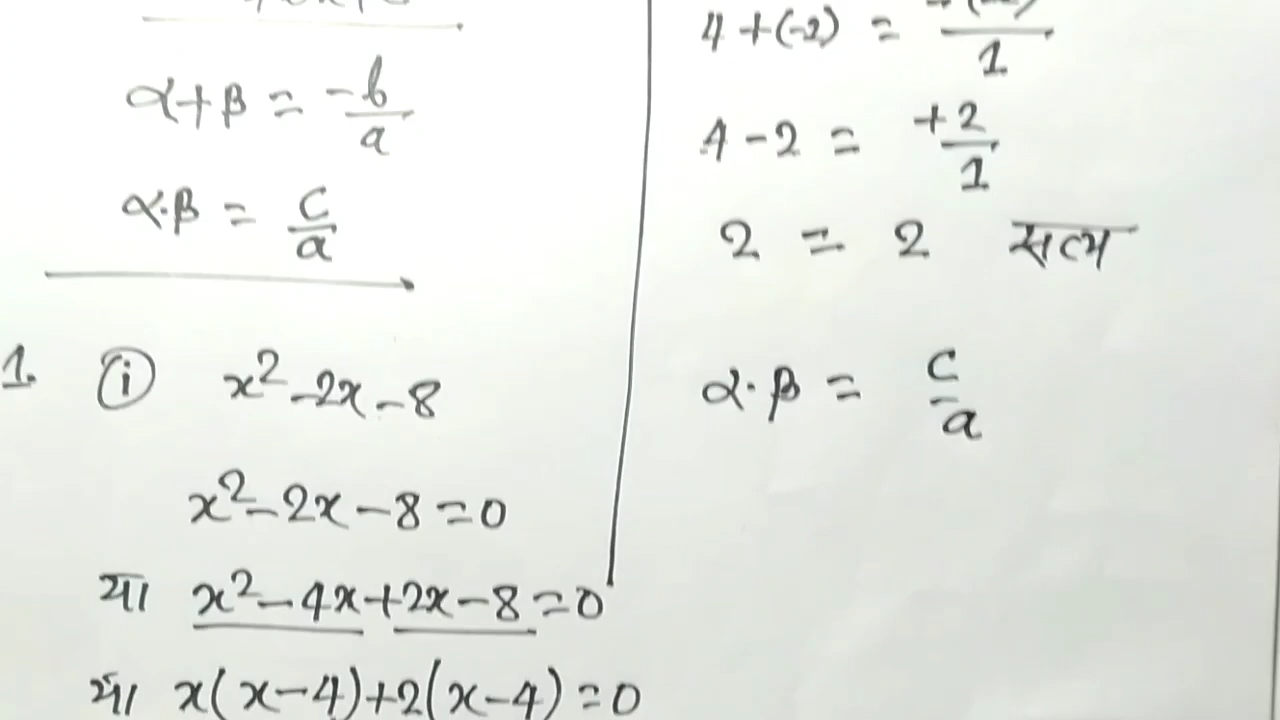 α+β = -b/a
α·β = c/a
1. (i) x²-2x-8
x²-2x-8=0
या x²-4x+2x-8=0
या x(x-4)+2(x-4)=0
4+(-2) = /1
4-2 = +2/1
2 = 2 सत्य
α·β = c/a